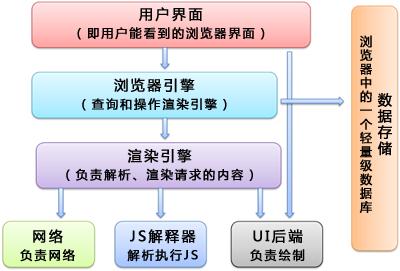 用户界面
（即用户能看到的浏览器界面）
浏览器引擎
（查询和操作渲染引擎）
渲染引擎
（负责解析、渲染请求的内容）
网络
负责网络
JS解释器
解析执行JS
UI后端
负责绘制
数据存储
浏览器中的一个轻量级数据库